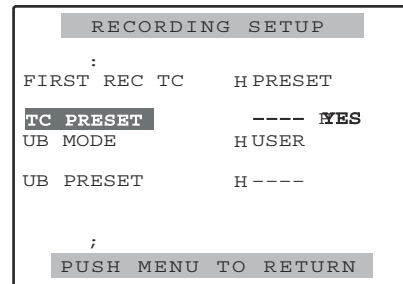 RECORDING SETUP
:
FIRST REC TC H PRESET
TC PRESET ---- YES
UB MODE H USER
UB PRESET H ----
;
PUSH MENU TO RETURN